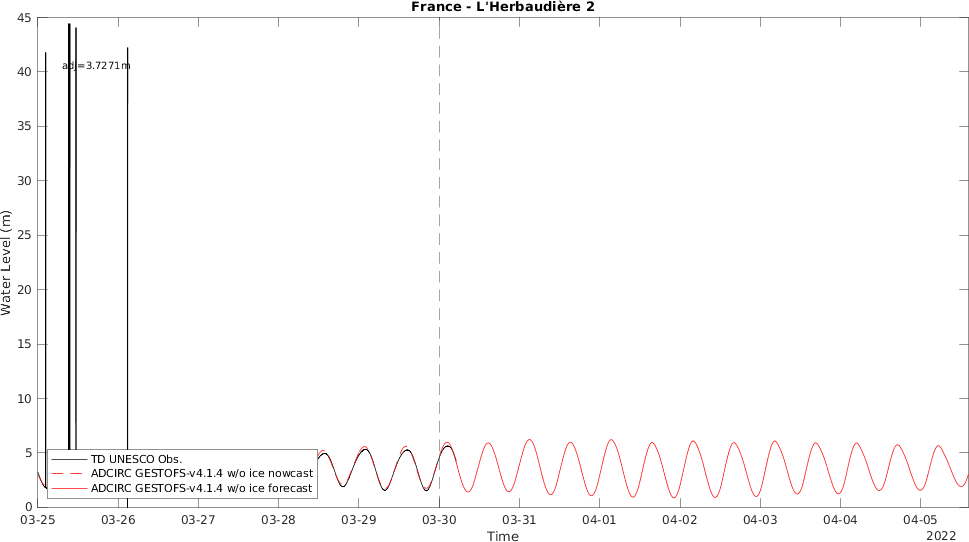 France - L'Herbaudière 2
45
40
35
30
25
20
15
10
5
0
Water Level (m)
adj=3.7271m
TD UNESCO Obs.
ADCIRC GESTOFS-v4.1.4 w/o ice nowcast
ADCIRC GESTOFS-v4.1.4 w/o ice forecast
03-25 03-26 03-27 03-28 03-29 03-30 03-31 04-01 04-02 04-03 04-04 04-05
Time
2022